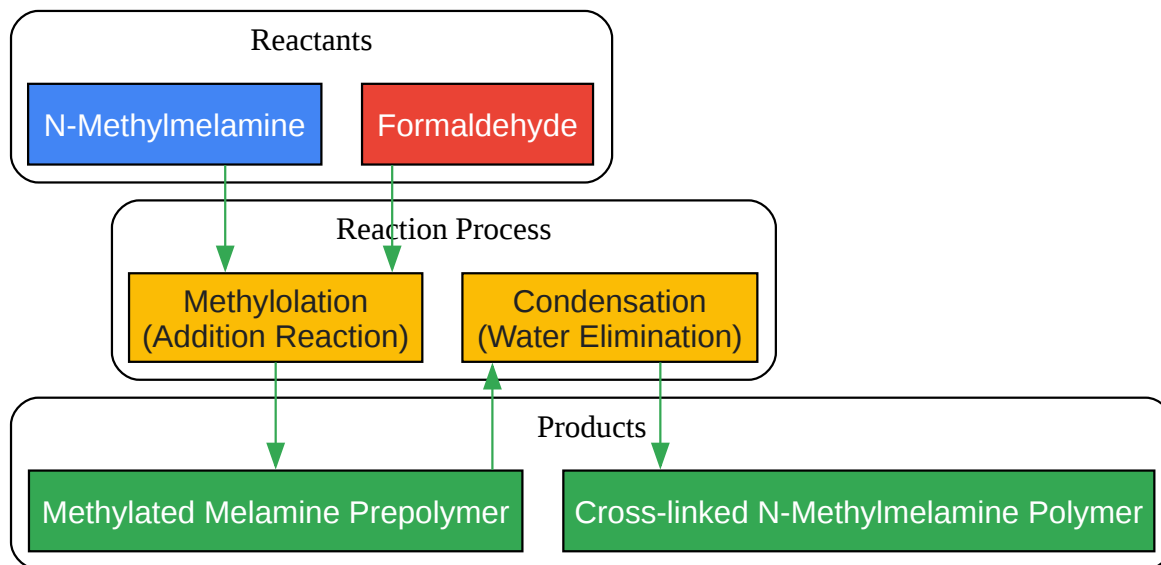 Reactants
N-Methylmelamine
Formaldehyde
Reaction Process
Methylolation
(Addition Reaction)
Condensation
(Water Elimination)
Products
Methylated Melamine Prepolymer
Cross-linked N-Methylmelamine Polymer